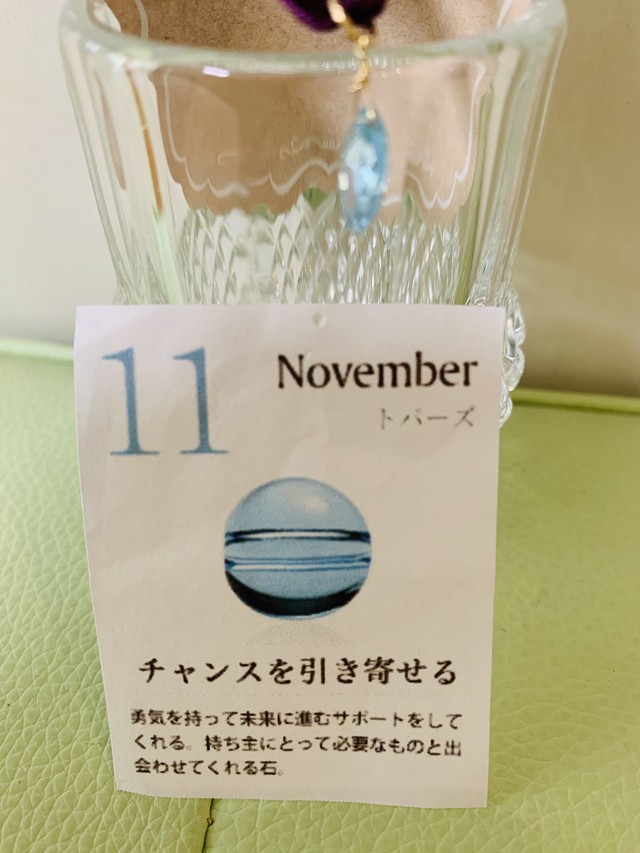 11
November
トパーズ
チャンスを引き寄せる
勇気を持って未来に進むサポートをして
くれる。持ち主にとって必要なものと出
会わせてくれる石。